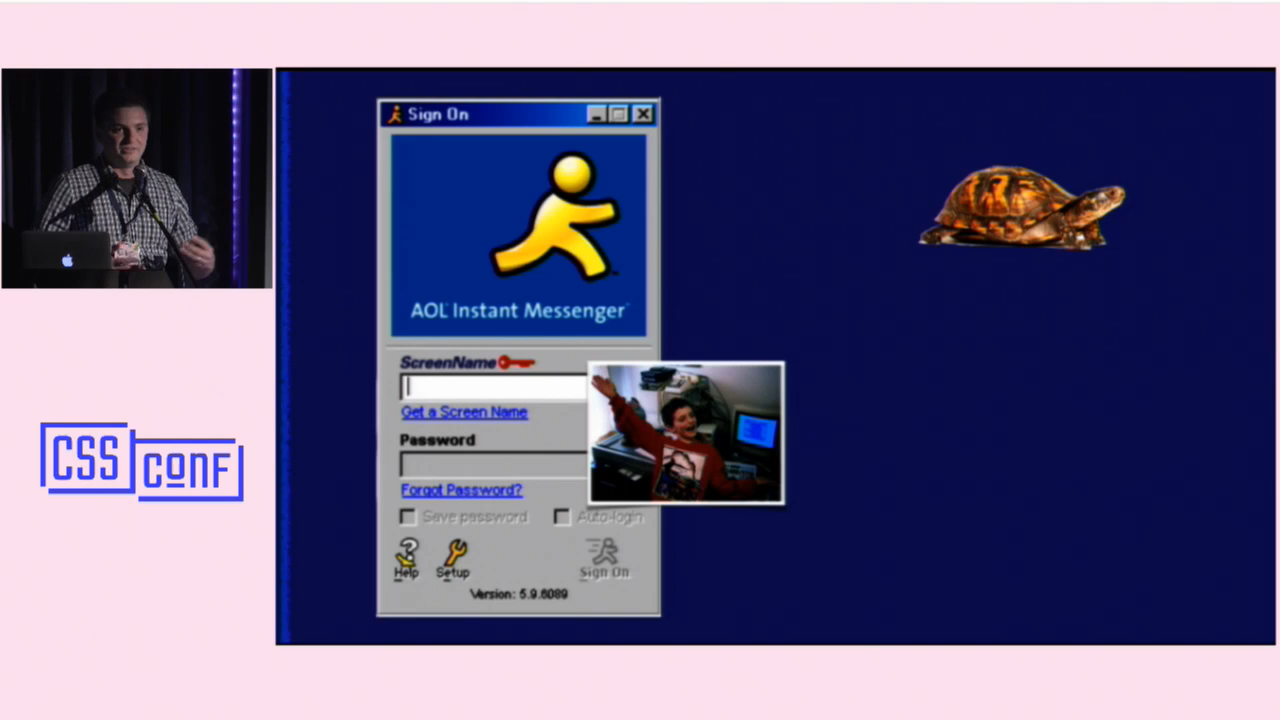 Sign On
AOL Instant Messenger
ScreenName
Get a Screen Name
Password
Forgot Password?
Save password
Auto-login
Help
Setup
Sign On
Version: 5.9.6089
CSS
CONF